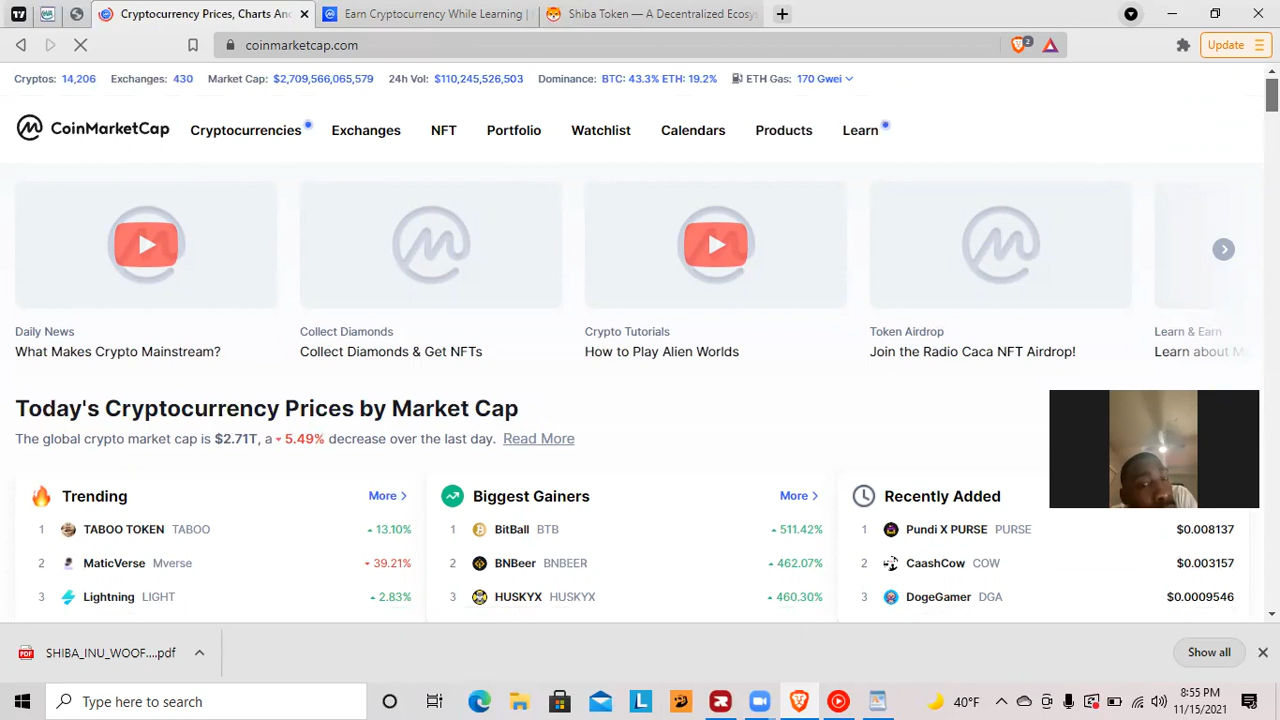 Cryptocurrency Prices, Charts An
Earn Cryptocurrency While Learning |
Shiba Token — A Decentralized Ecosy
coinmarketcap.com
2
Update
Cryptos: 14,206 Exchanges: 430 Market Cap: $2,709,566,065,579 24h Vol: $110,245,526,503 Dominance: BTC: 43.3% ETH: 19.2% ETH Gas: 170 Gwei
CoinMarketCap Cryptocurrencies Exchanges NFT Portfolio Watchlist Calendars Products Learn
Daily News
What Makes Crypto Mainstream?
Collect Diamonds
Collect Diamonds & Get NFTs
Crypto Tutorials
How to Play Alien Worlds
Token Airdrop
Join the Radio Caca NFT Airdrop!
Learn & Earn
Learn about M
Today's Cryptocurrency Prices by Market Cap
The global crypto market cap is $2.71T, a 5.49% decrease over the last day. Read More
Trending More
1 TABOO TOKEN TABOO 13.10%
2 MaticVerse Mverse 39.21%
3 Lightning LIGHT 2.83%
Biggest Gainers More
1 BitBall BTB 511.42%
2 BNBeer BNBEER 462.07%
3 HUSKYX HUSKYX 460.30%
Recently Added
1 Pundi X PURSE PURSE $0.008137
2 CaashCow COW $0.003157
3 DogeGamer DGA $0.0009546
SHIBA_INU_WOOF....pdf
Show all
Type here to search
40°F
8:55 PM
11/15/2021